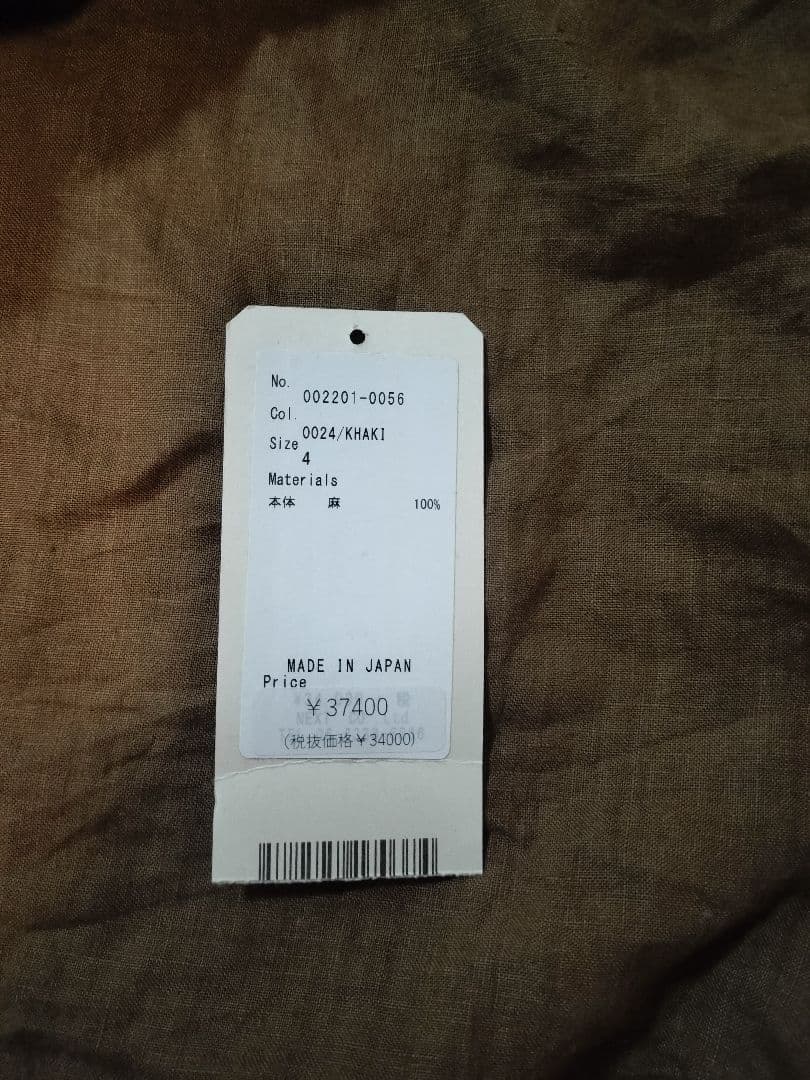 No.
002201-0056
Col.
0024/KHAKI
Size
4
Materials
本体 麻 100%
MADE IN JAPAN
Price
¥37400
(税抜価格¥34000)